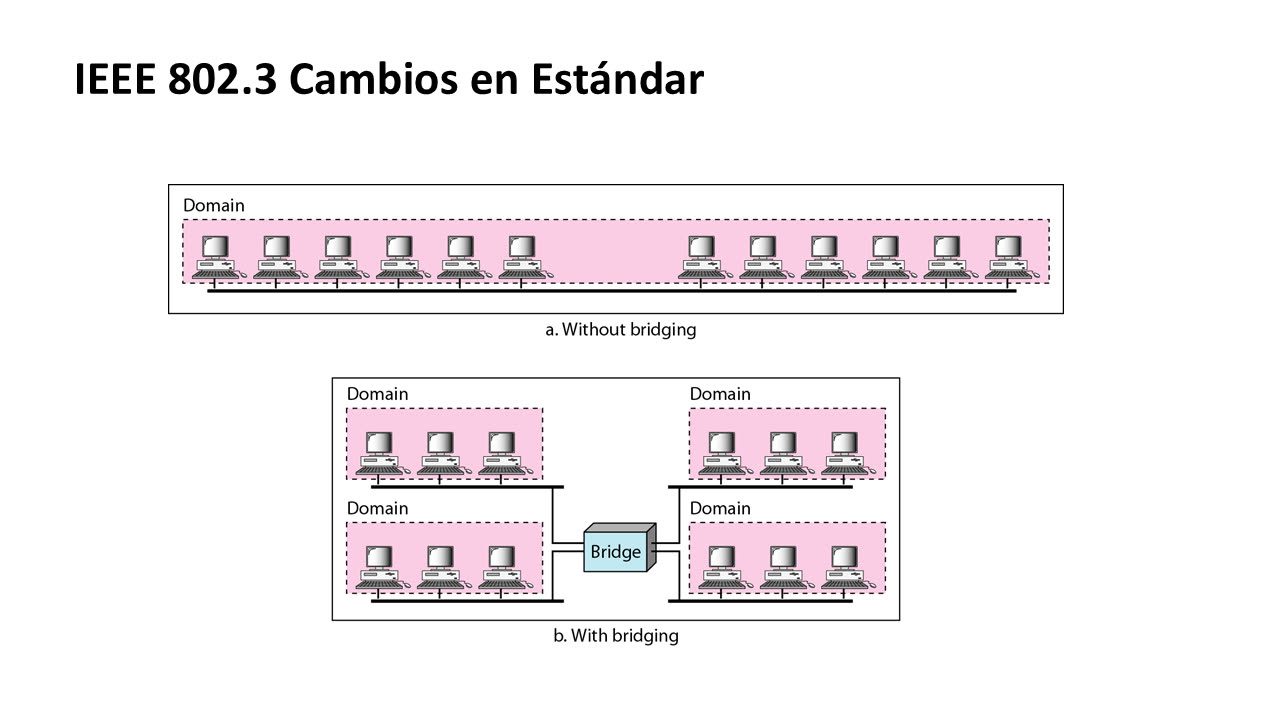 IEEE 802.3 Cambios en Estándar
Domain
a. Without bridging
Domain
Domain
Domain
Domain
Bridge
b. With bridging